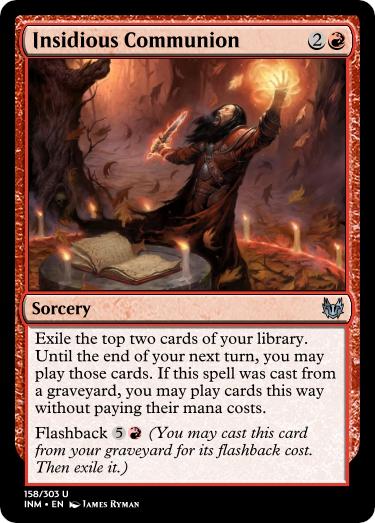 Insidious Communion 2
Sorcery
Exile the top two cards of your library.
Until the end of your next turn, you may
play those cards. If this spell was cast from
a graveyard, you may play cards this way
without paying their mana costs.
Flashback 5 (You may cast this card
from your graveyard for its flashback cost.
Then exile it.)
158/303 U
INM • EN James Ryman